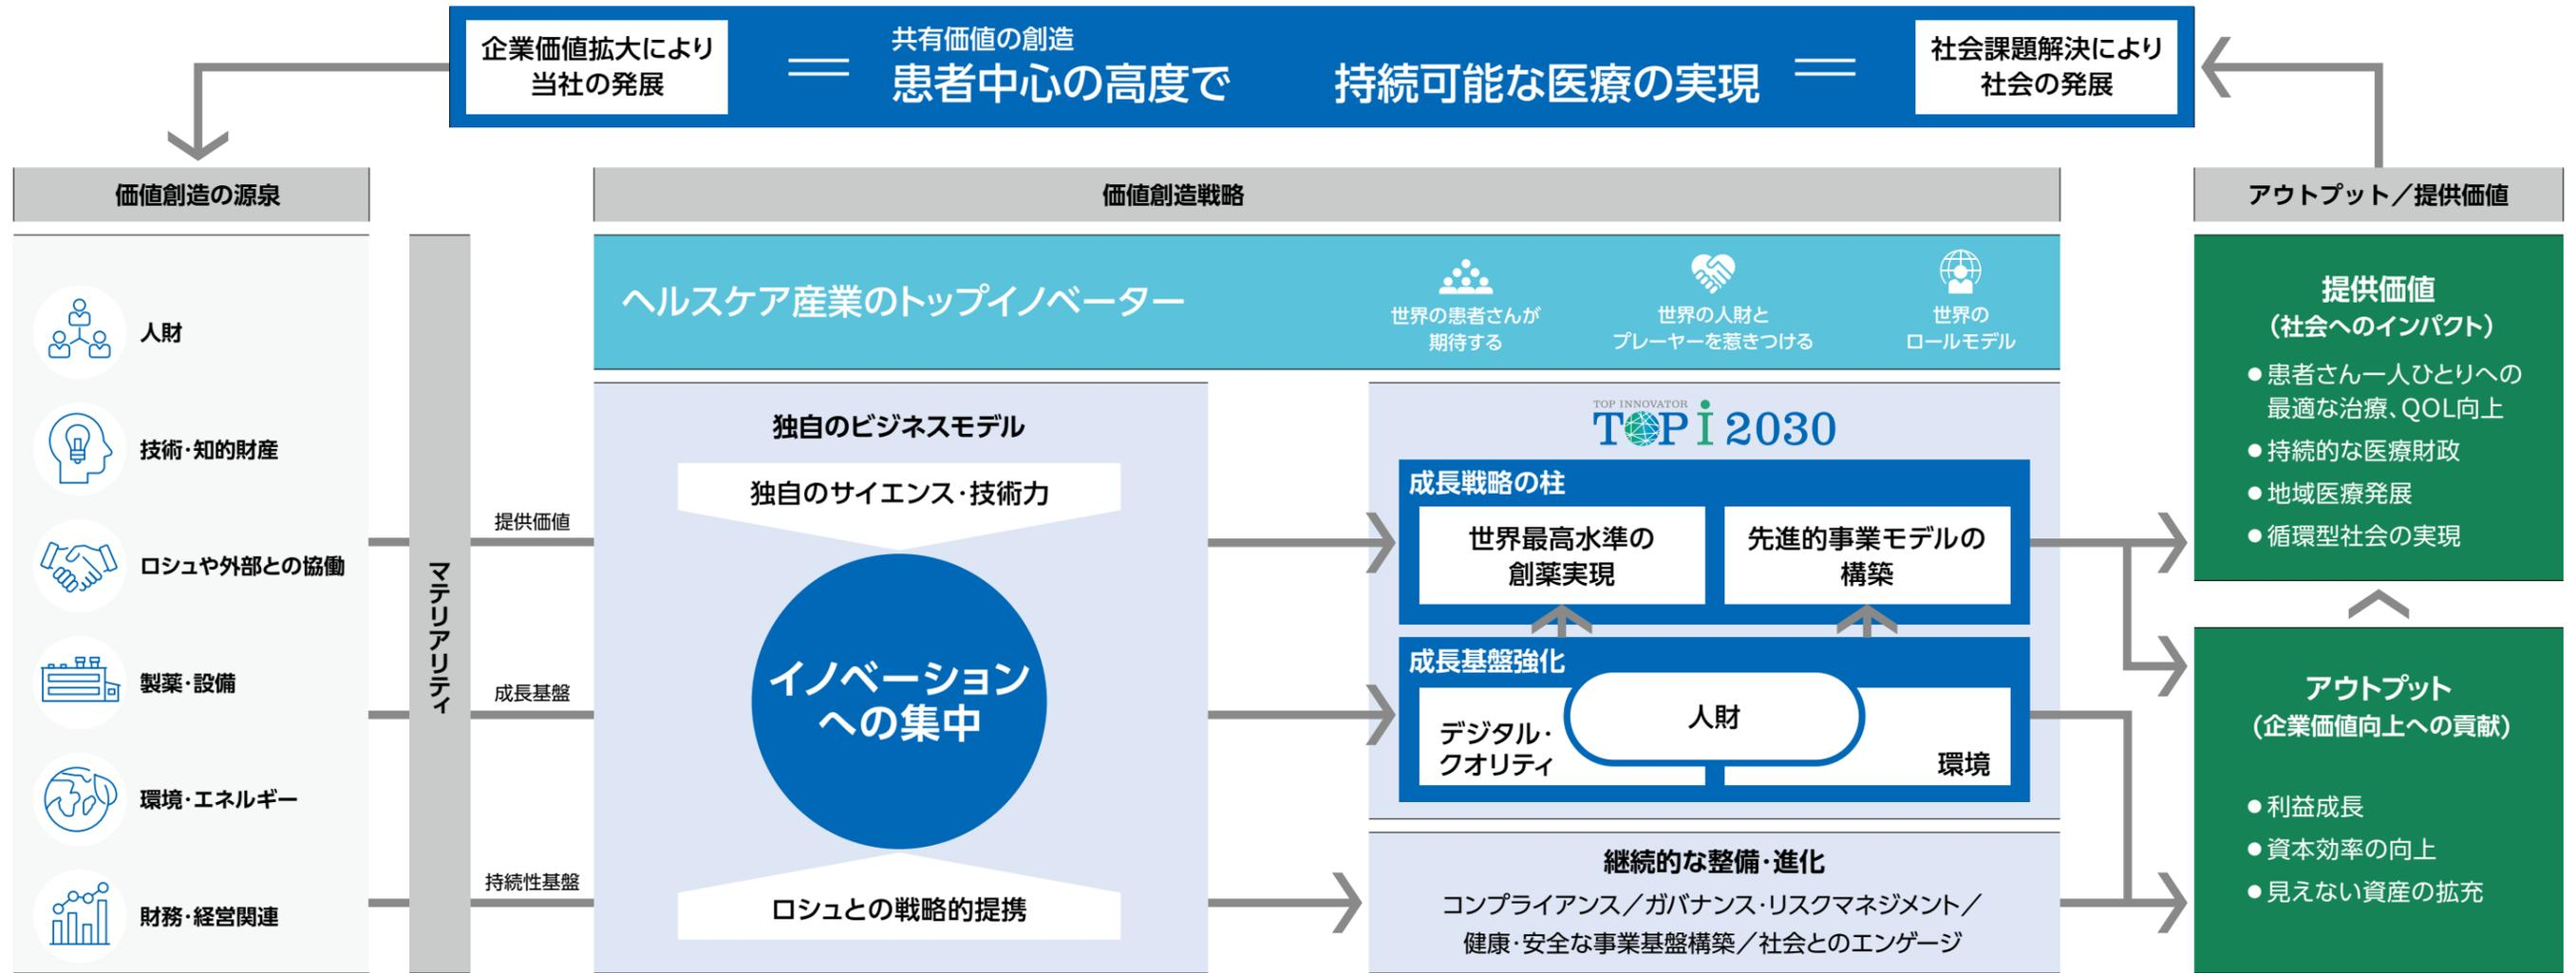 企業価値拡大により
当社の発展
共有価値の創造
患者中心の高度で 持続可能な医療の実現
社会課題解決により
社会の発展
価値創造の源泉
人財
技術・知的財産
ロシュや外部との協働
製薬・設備
環境・エネルギー
財務・経営関連
マテリアリティ
提供価値
成長基盤
持続性基盤
価値創造戦略
ヘルスケア産業のトップイノベーター
世界の患者さんが
期待する
世界の人財と
プレーヤーを惹きつける
世界の
ロールモデル
独自のビジネスモデル
独自のサイエンス・技術力
イノベーション
への集中
ロシュとの戦略的提携
TOP INNOVATOR
TOP i 2030
成長戦略の柱
世界最高水準の
創薬実現
先進的事業モデルの
構築
成長基盤強化
デジタル・
クオリティ
人財
環境
継続的な整備・進化
コンプライアンス／ガバナンス・リスクマネジメント／
健康・安全な事業基盤構築／社会とのエンゲージ
アウトプット／提供価値
提供価値
（社会へのインパクト）
●患者さん一人ひとりへの
最適な治療、QOL向上
●持続的な医療財政
●地域医療発展
●循環型社会の実現
アウトプット
（企業価値向上への貢献）
●利益成長
●資本効率の向上
●見えない資産の拡充